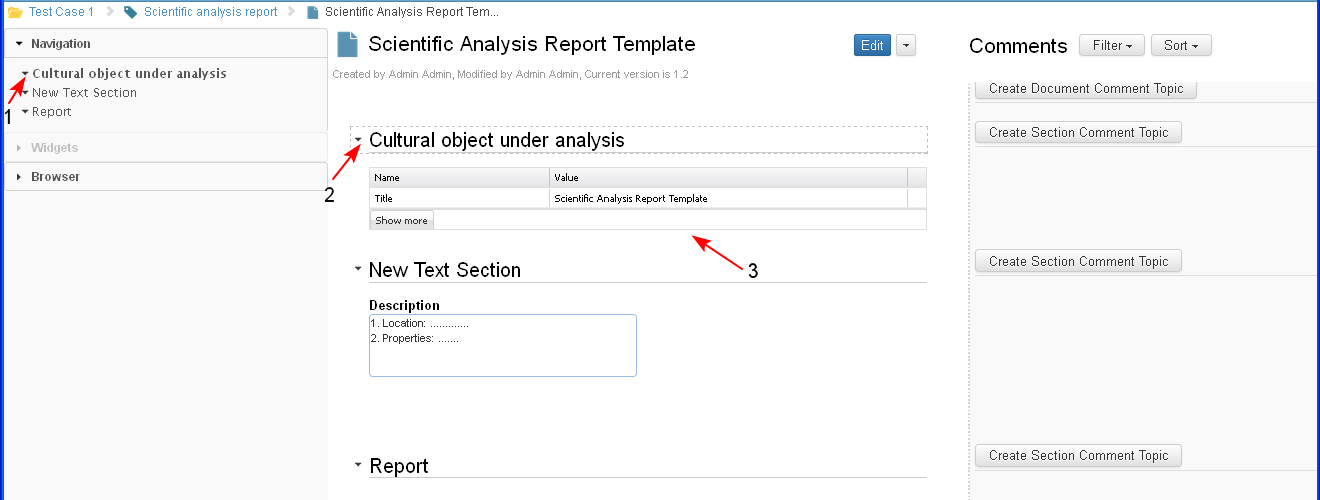 Test Case 1 Scientific analysis report Scientific Analysis Report Tem...
Navigation
Cultural object under analysis
New Text Section
Report
1
Widgets
Browser
Scientific Analysis Report Template
Edit
Created by Admin Admin, Modified by Admin Admin, Current version is 1.2
Cultural object under analysis
2
Name Value
Title Scientific Analysis Report Template
Show more
3
New Text Section
Description
1. Location: .............
2. Properties: .......
Report
Comments Filter Sort
Create Document Comment Topic
Create Section Comment Topic
Create Section Comment Topic
Create Section Comment Topic